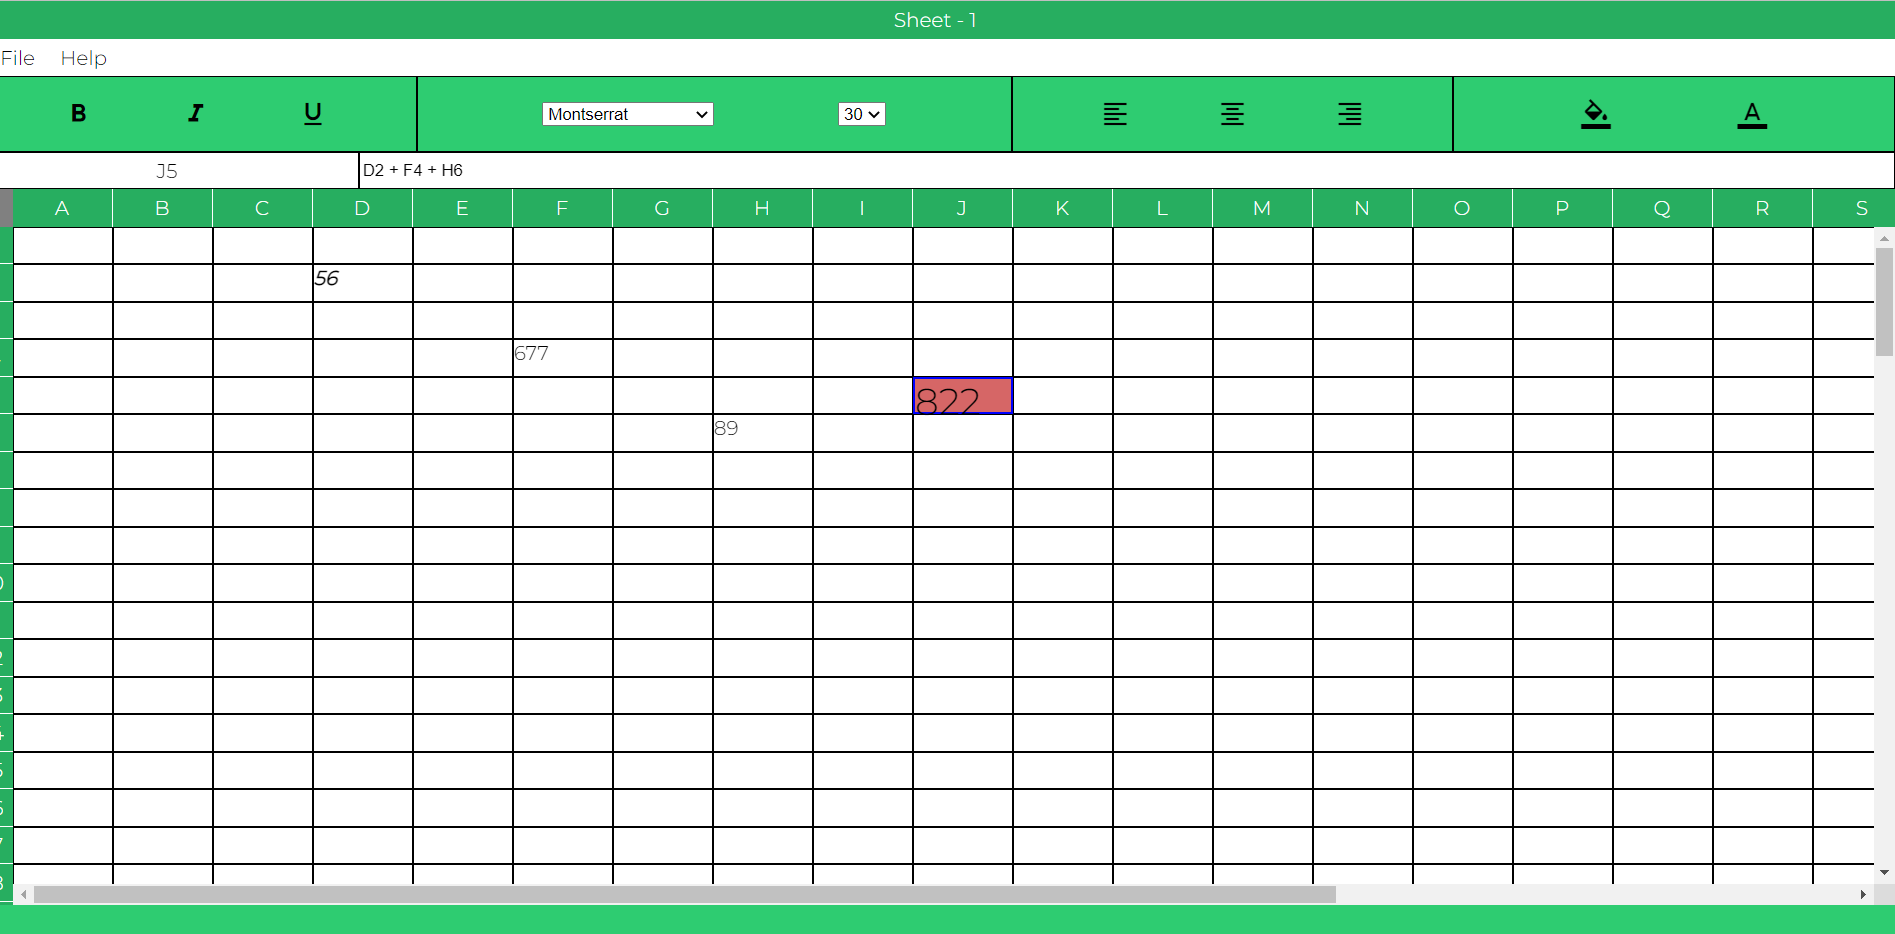 Sheet - 1
File Help
B I U Montserrat 30 A
J5 D2 + F4 + H6
A B C D E F G H I J K L M N O P Q R S
56
677
822
89